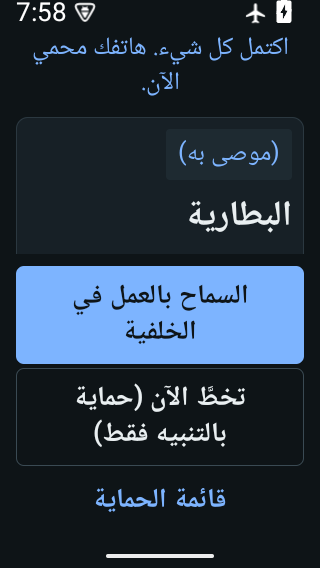 7:58
اكتمل كل شيء. هاتفك محمي
الآن.
(موصى به)
البطارية
السماح بالعمل في
الخلفية
تخطَّ الآن (حماية
بالتنبيه فقط)
قائمة الحماية